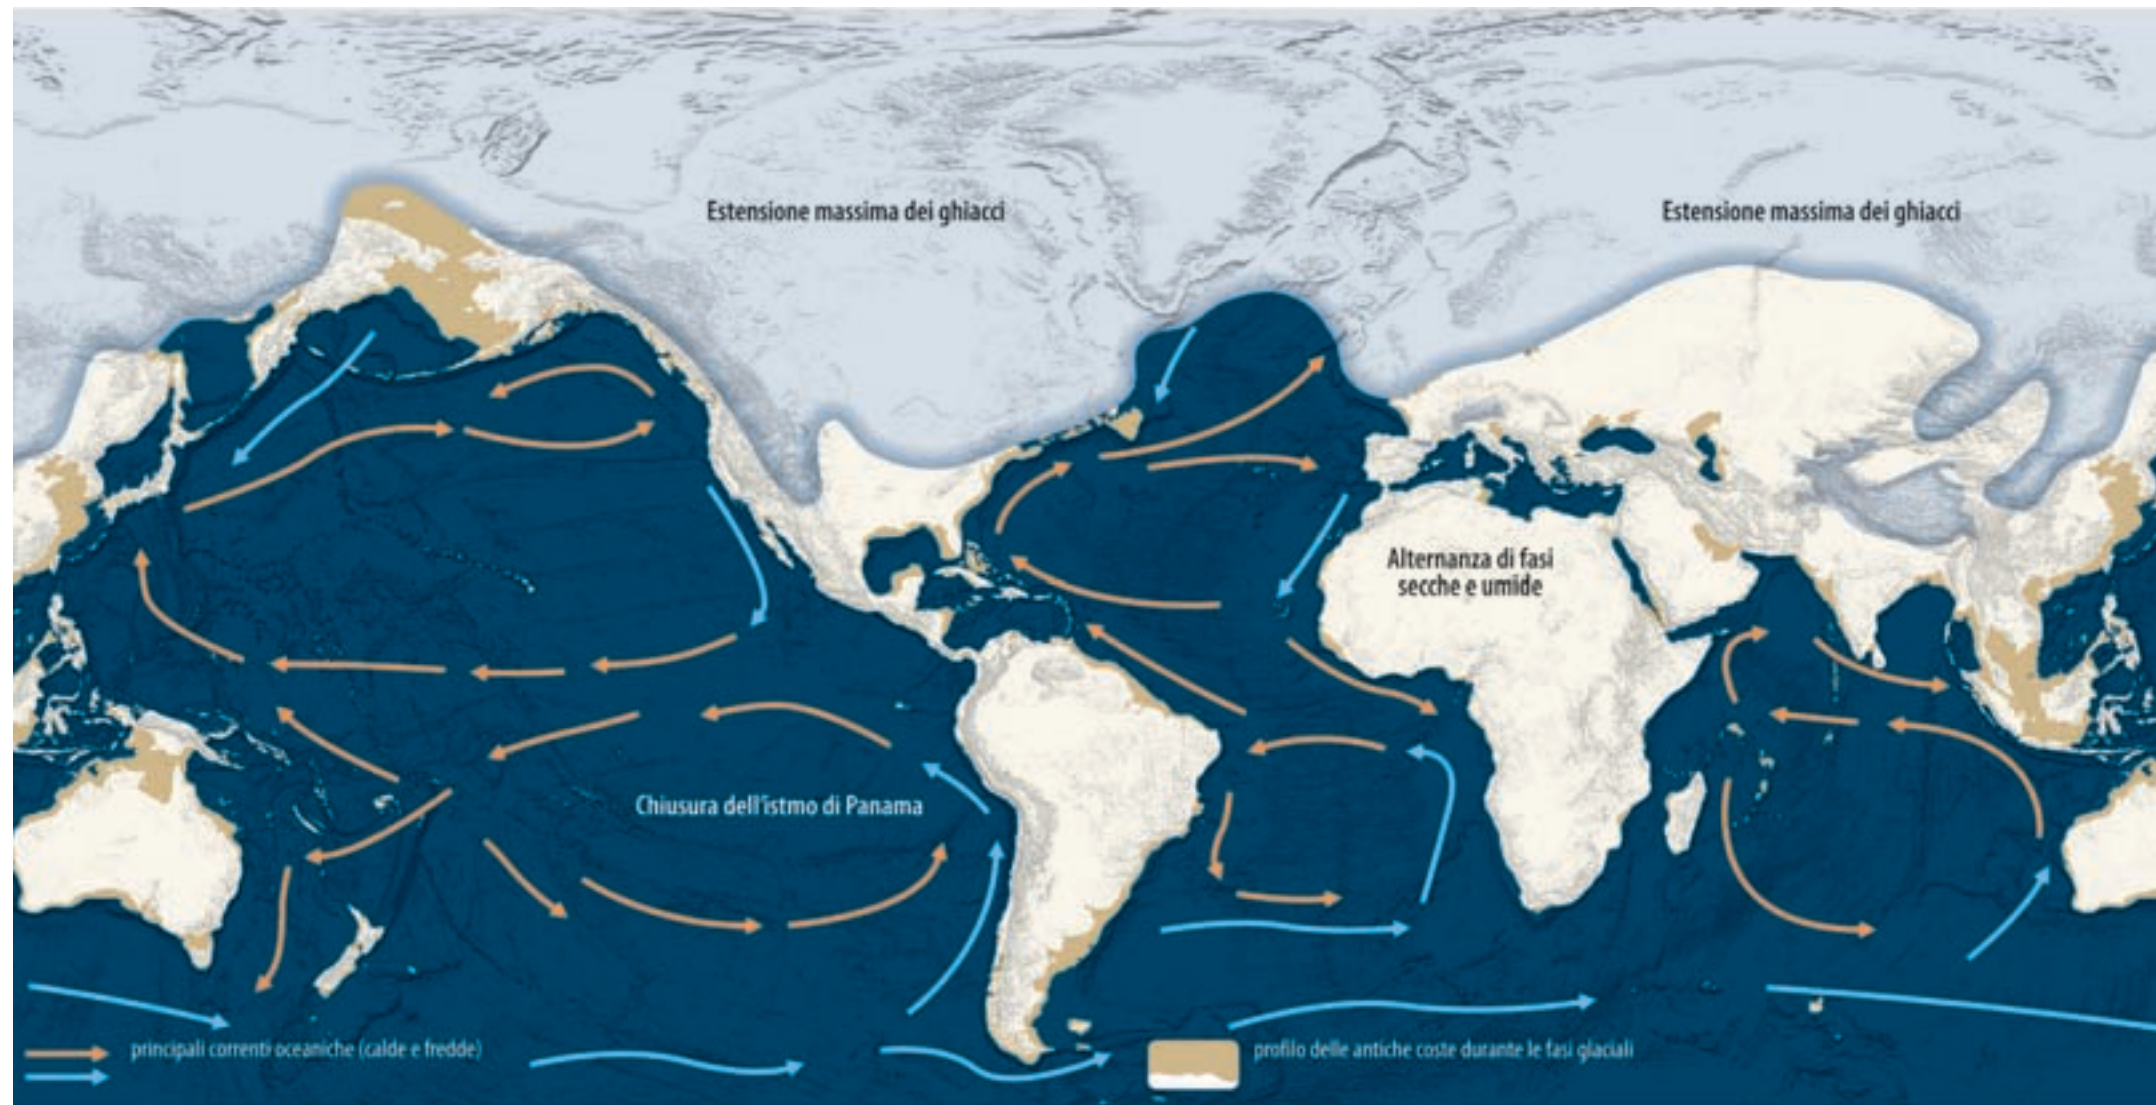 Estensione massima dei ghiacci
Estensione massima dei ghiacci
Alternanza di fasi
secche e umide
Chiusura dell'istmo di Panama
principali correnti oceaniche (calde e fredde)
profilo delle antiche coste durante le fasi glaciali